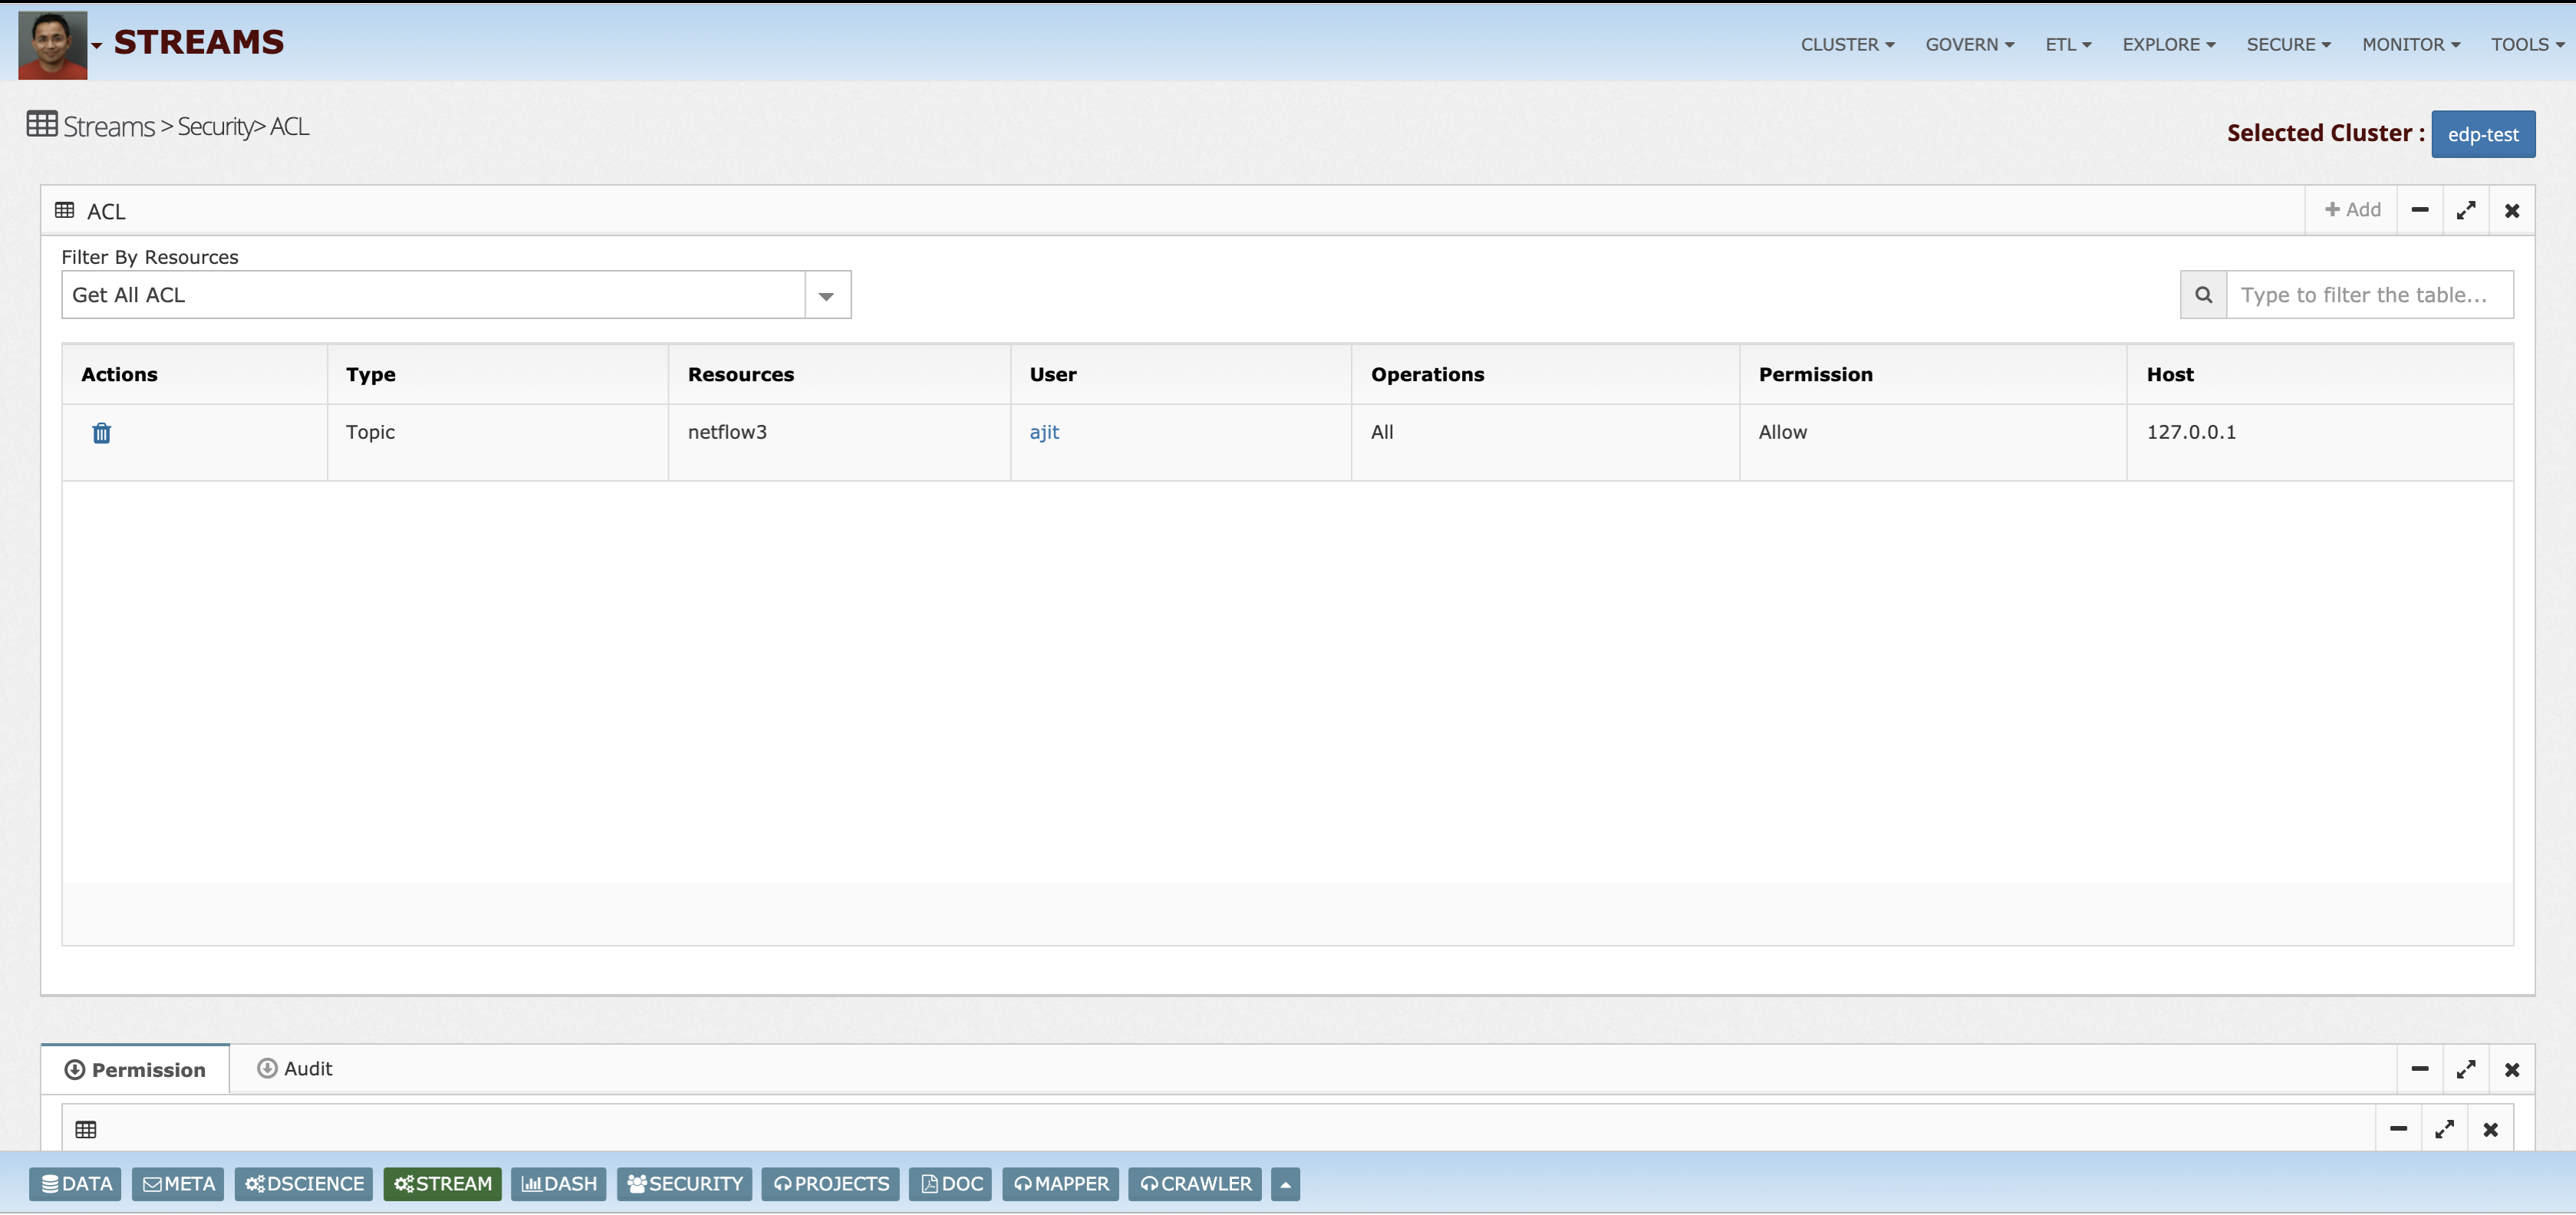 STREAMS
CLUSTER GOVERN ETL EXPLORE SECURE MONITOR TOOLS
Streams > Security> ACL
Selected Cluster : edp-test
ACL
Add
Filter By Resources
Get All ACL
Type to filter the table...
Actions Type Resources User Operations Permission Host
Topic netflow3 ajit All Allow 127.0.0.1
Permission Audit
DATA META DSCIENCE STREAM DASH SECURITY PROJECTS DOC MAPPER CRAWLER